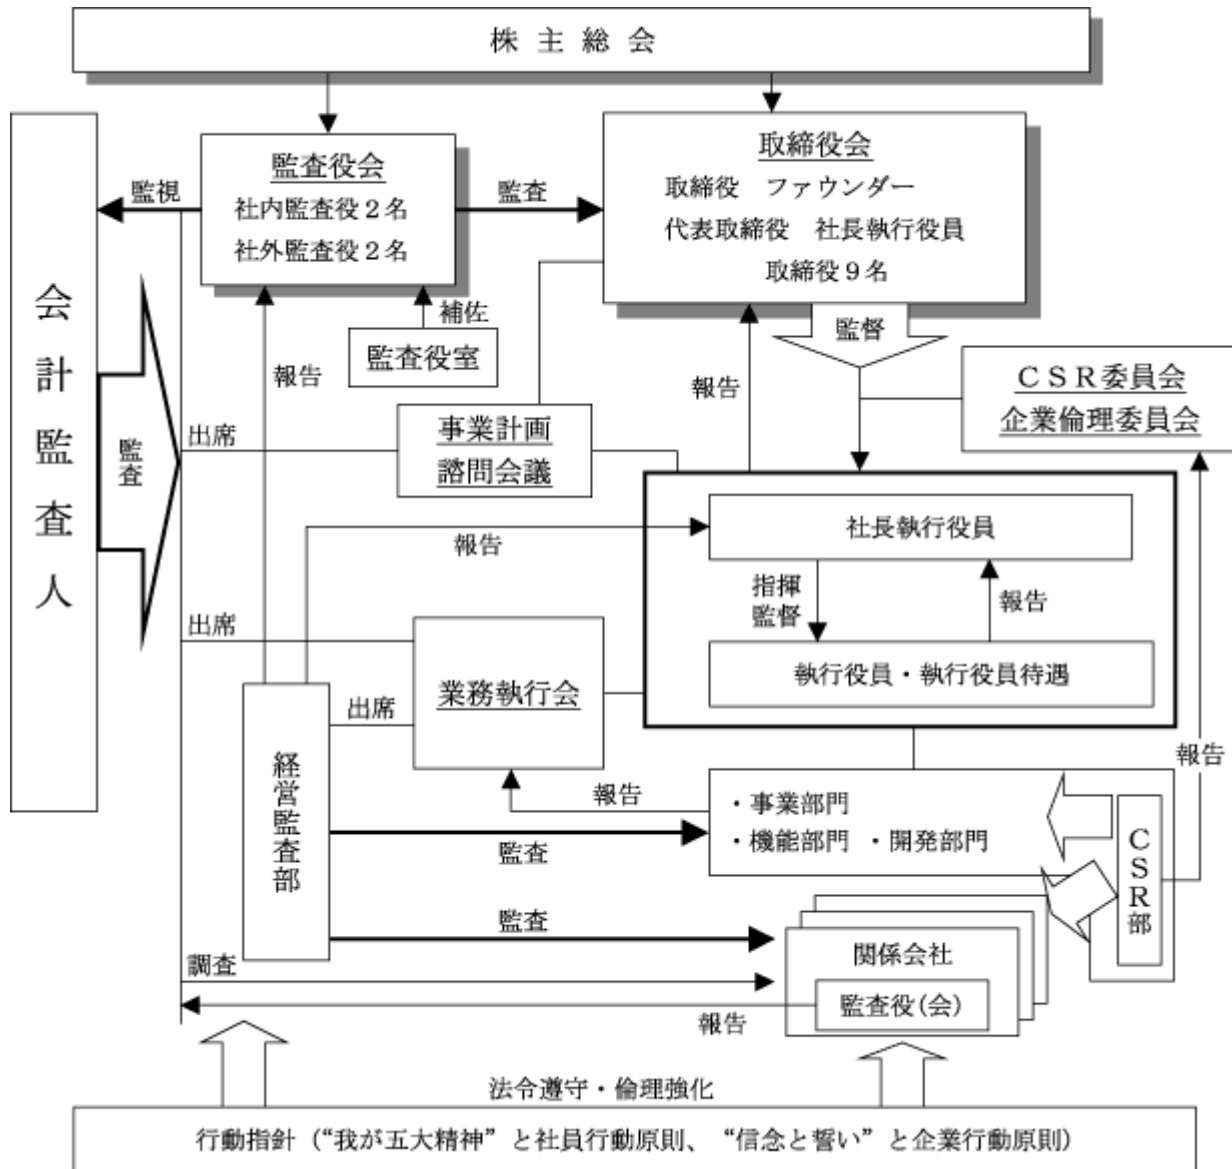 株主総会
監査役会
社内監査役２名
社外監査役２名
取締役会
取締役　ファウンダー
代表取締役　社長執行役員
取締役９名
監視
監査
会計監査人
監査
補佐
監査役室
報告
監督
報告
ＣＳＲ委員会
企業倫理委員会
出席
事業計画
諮問会議
報告
社長執行役員
指揮
監督
報告
執行役員・執行役員待遇
出席
業務執行会
出席
経営監査部
報告
・事業部門
・機能部門　・開発部門
報告
ＣＳＲ部
監査
監査
調査
関係会社
監査役(会)
報告
法令遵守・倫理強化
行動指針（“我が五大精神”と社員行動原則、“信念と誓い”と企業行動原則）